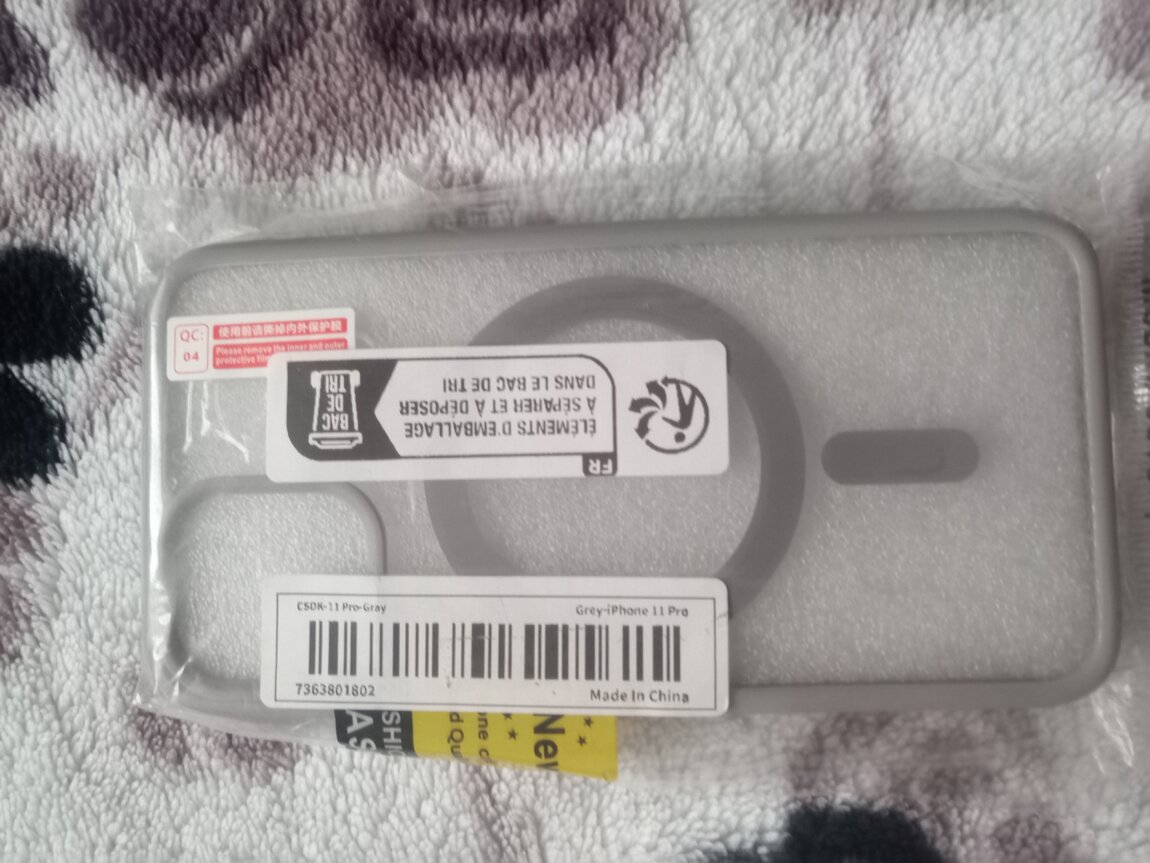 QC:
04
使用前请撕掉内外保护膜
Please remove the inner and outer
protective film
FR
ÉLÉMENTS D'EMBALLAGE
À SÉPARER ET À DÉPOSER
DANS LE BAC DE TRI
BAC
DE
TRI
CSDK-11 Pro-Gray
Grey-iPhone 11 Pro
7363801802
Made In China
New